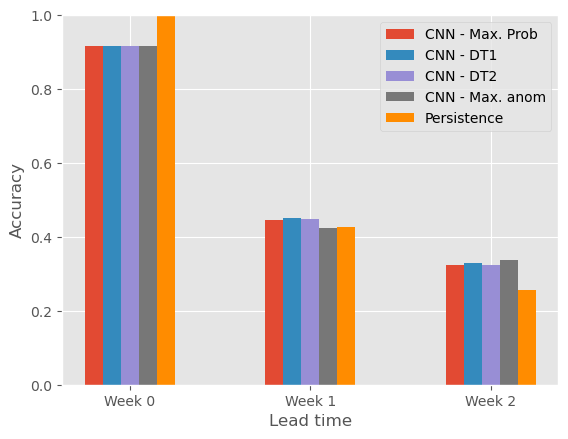 1.0
0.8
0.6
0.4
0.2
0.0
Accuracy
CNN - Max. Prob
CNN - DT1
CNN - DT2
CNN - Max. anom
Persistence
Week 0
Week 1
Week 2
Lead time